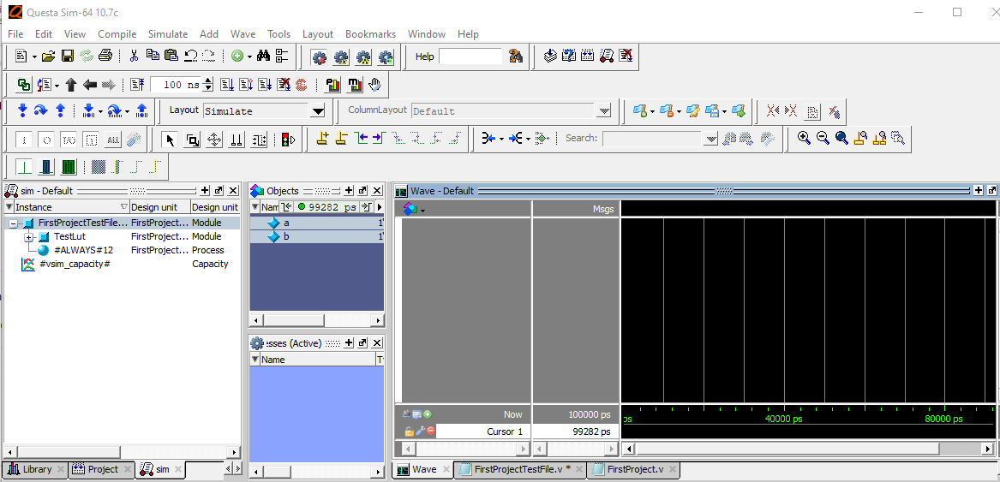 Questa Sim-64 10.7c
File Edit View Compile Simulate Add Wave Tools Layout Bookmarks Window Help
Help
100 ns
Layout Simulate ColumnLayout Default
ALL Search:
sim - Default
Instance Design unit Design unit
FirstProjectTestFile... FirstProject... Module
TestLut FirstProject... Module
#ALWAYS#12 FirstProject... Process
#vsim_capacity# Capacity
Objects
Nam 99282 ps
a 1'
b 1'
esses (Active)
Name T
Wave - Default
Msgs
Now 100000 ps
Cursor 1 99282 ps
ps 40000 ps 80000 ps
Library Project sim
Wave FirstProjectTestFile.v * FirstProject.v